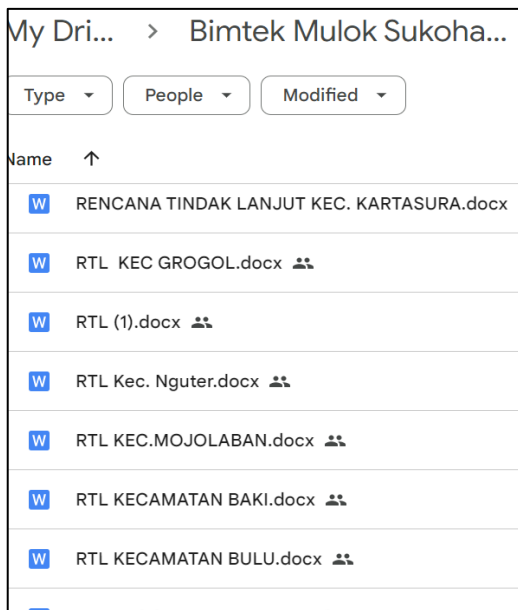 My Dri... > Bimtek Mulok Sukoha...
Type People Modified
Name ↑
W RENCANA TINDAK LANJUT KEC. KARTASURA.docx
W RTL  KEC GROGOL.docx
W RTL (1).docx
W RTL Kec. Nguter.docx
W RTL KEC.MOJOLABAN.docx
W RTL KECAMATAN BAKI.docx
W RTL KECAMATAN BULU.docx